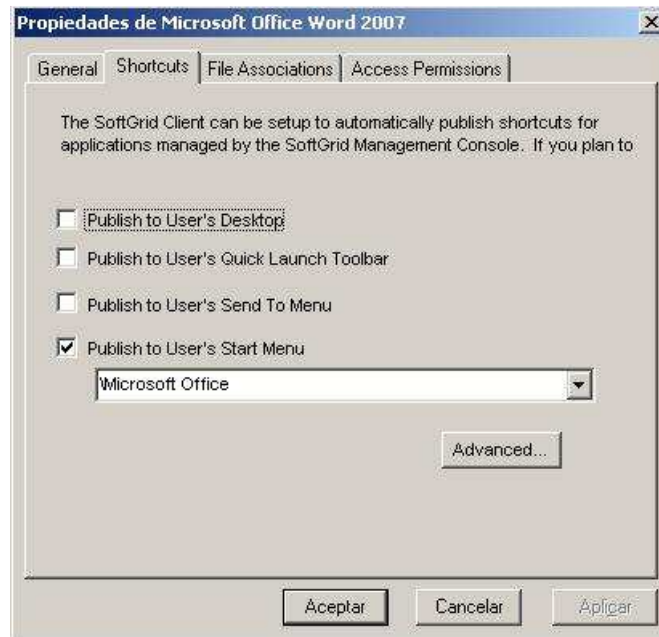 Propiedades de Microsoft Office Word 2007
General Shortcuts File Associations Access Permissions
The SoftGrid Client can be setup to automatically publish shortcuts for
applications managed by the SoftGrid Management Console. If you plan to
Publish to User's Desktop
Publish to User's Quick Launch Toolbar
Publish to User's Send To Menu
Publish to User's Start Menu
\Microsoft Office
Advanced...
Aceptar Cancelar Aplicar